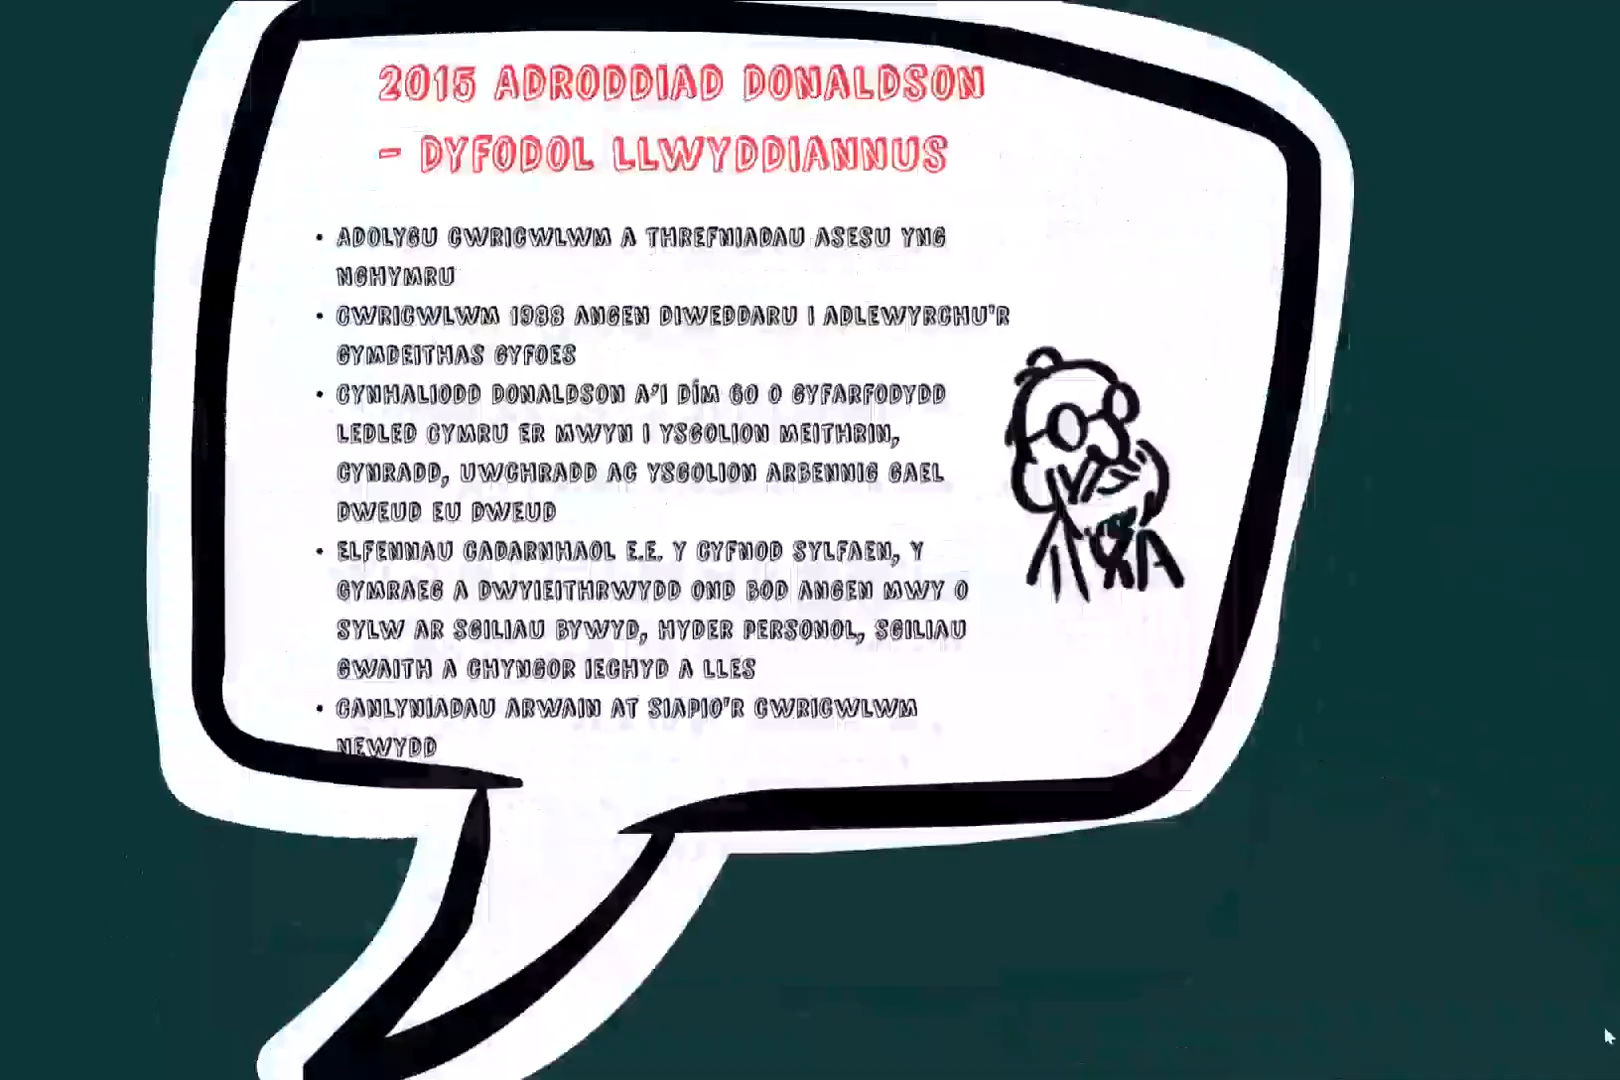 2015 ADRODDIAD DONALDSON
- DYFODOL LLWYDDIANNUS
• ADOLYGU CWRICWLWM A THREFNIADAU ASESU YNG
NGHYMRU
• CWRICWLWM 1988 ANGEN DIWEDDARU I ADLEWYRCHU'R
GYMDEITHAS GYFOES
• CYNHALIODD DONALDSON A'I DÎM 60 O GYFARFODYDD
LEDLED CYMRU ER MWYN I YSGOLION MEITHRIN,
CYNRADD, UWCHRADD AC YSGOLION ARBENNIG GAEL
DWEUD EU DWEUD
• ELFENNAU CADARNHAOL E.E. Y CYFNOD SYLFAEN, Y
GYMRAEG A DWYIEITHRWYDD OND BOD ANGEN MWY O
SYLW AR SGILIAU BYWYD, HYDER PERSONOL, SGILIAU
GWAITH A CHYNGOR IECHYD A LLES
• CANLYNIADAU ARWAIN AT SIAPIO'R CWRICWLWM
NEWYDD